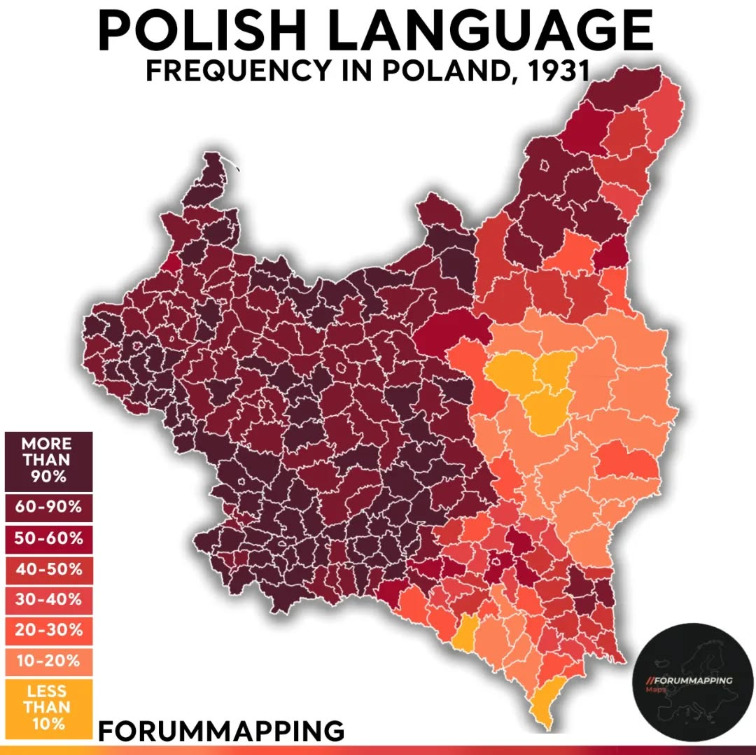 POLISH LANGUAGE
FREQUENCY IN POLAND, 1931
MORE
THAN
90%
60-90%
50-60%
40-50%
30-40%
20-30%
10-20%
LESS
THAN
10%
FORUMMAPPING
//FORUMMAPPING
Maps